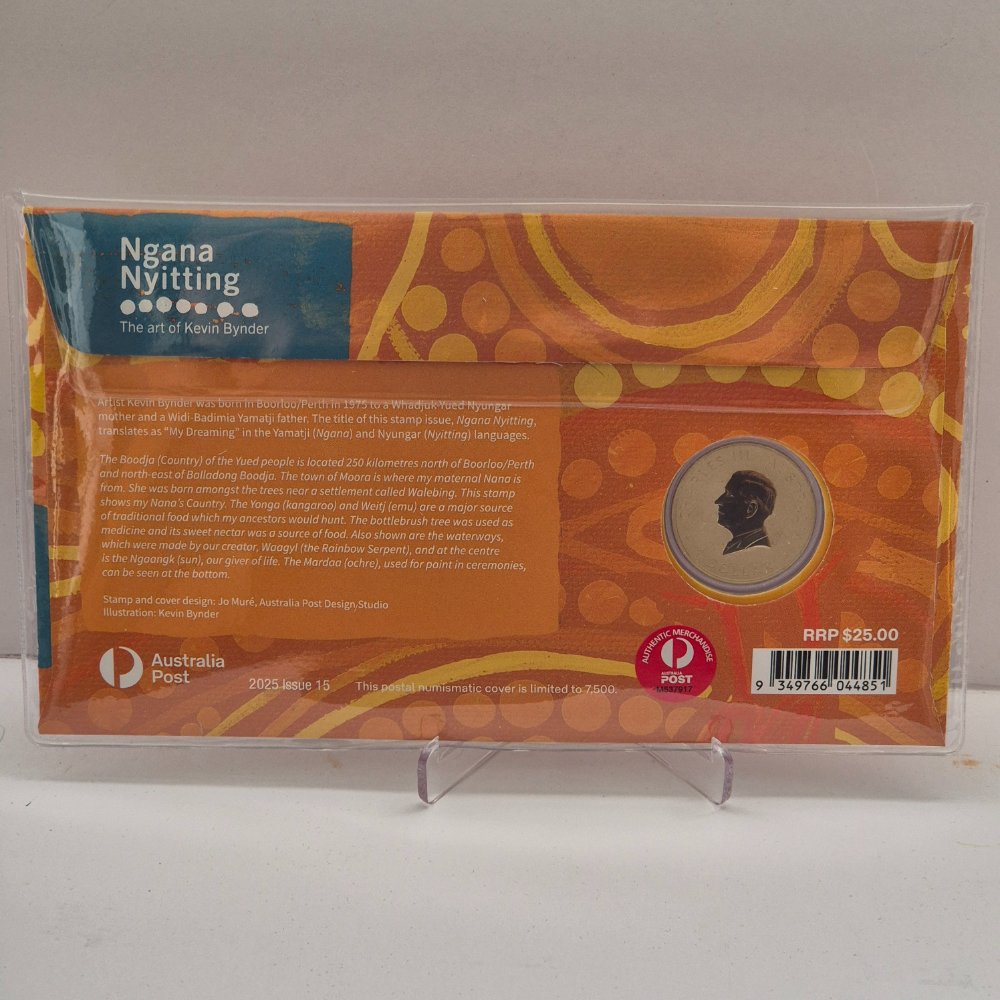 Ngana
Nyitting
The art of Kevin Bynder
Artist Kevin Bynder was born in Boorloo/Perth in 1975 to a Whadjuk-Yued Nyungar
mother and a Widi-Badimia Yamatji father. The title of this stamp issue, Ngana Nyitting,
translates as “My Dreaming” in the Yamatji (Ngana) and Nyungar (Nyitting) languages.
The Boodja (Country) of the Yued people is located 250 kilometres north of Boorloo/Perth
and north-east of Balladong Boodja. The town of Moora is where my maternal Nana is
from. She was born amongst the trees near a settlement called Walebing. This stamp
shows my Nana's Country. The Yonga (kangaroo) and Weitj (emu) are a major source
of traditional food which my ancestors would hunt. The bottlebrush tree was used as
medicine and its sweet nectar was a source of food. Also shown are the waterways,
which were made by our creator, Waagyl (the Rainbow Serpent), and at the centre
is the Ngaangk (sun), our giver of life. The Mardaa (ochre), used for paint in ceremonies,
can be seen at the bottom.
Stamp and cover design: Jo Muré, Australia Post Design Studio
Illustration: Kevin Bynder
Australia
Post
2025 Issue 15
This postal numismatic cover is limited to 7,500.
AUTHENTIC MERCHANDISE
AUSTRALIA
POST
M637917
RRP $25.00
9 349766 044851